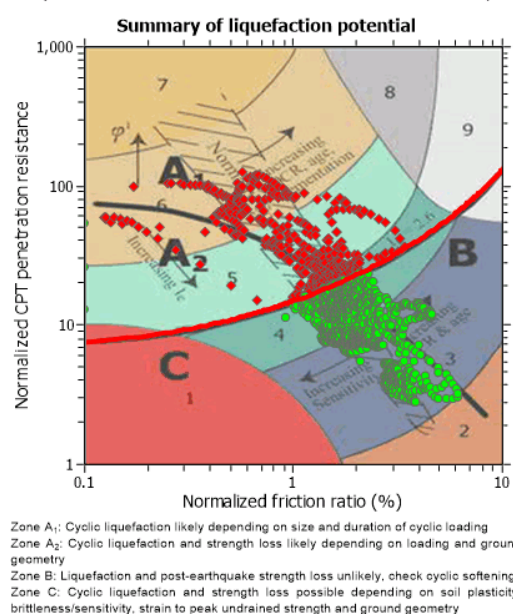 Summary of liquefaction potential
1,000
7
8
9
φ'
Increasing
OCR, age,
cementation
A1
100
6
Ic = 2.6
B
A2
Increasing Ic
5
10
4
3
Increasing
Sensitivity
C
1
2
1
0.1
1
10
Normalized CPT penetration resistance
Normalized friction ratio (%)
Zone A1: Cyclic liquefaction likely depending on size and duration of cyclic loading
Zone A2: Cyclic liquefaction and strength loss likely depending on loading and ground
geometry
Zone B: Liquefaction and post-earthquake strength loss unlikely, check cyclic softening
Zone C: Cyclic liquefaction and strength loss possible depending on soil plasticity
brittleness/sensitivity, strain to peak undrained strength and ground geometry